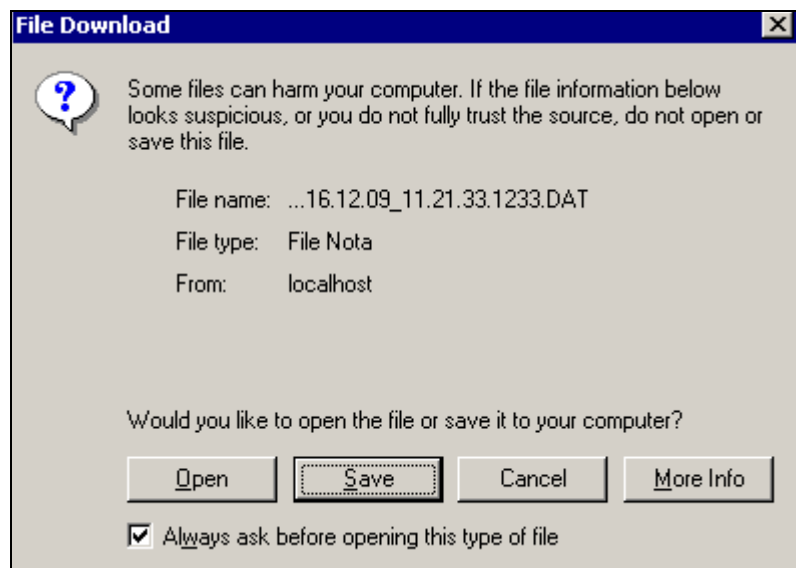 File Download
Some files can harm your computer. If the file information below
looks suspicious, or you do not fully trust the source, do not open or
save this file.
File name: ...16.12.09_11.21.33.1233.DAT
File type: File Nota
From: localhost
Would you like to open the file or save it to your computer?
Open Save Cancel More Info
Always ask before opening this type of file